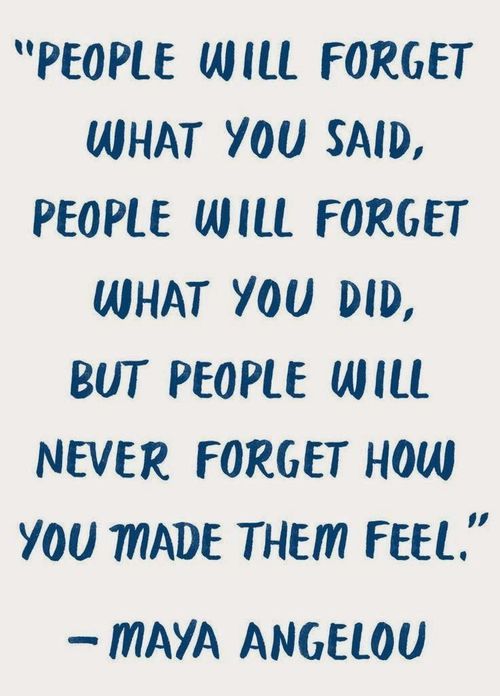 "PEOPLE WILL FORGET
WHAT YOU SAID,
PEOPLE WILL FORGET
WHAT YOU DID,
BUT PEOPLE WILL
NEVER FORGET HOW
YOU MADE THEM FEEL."
– MAYA ANGELOU